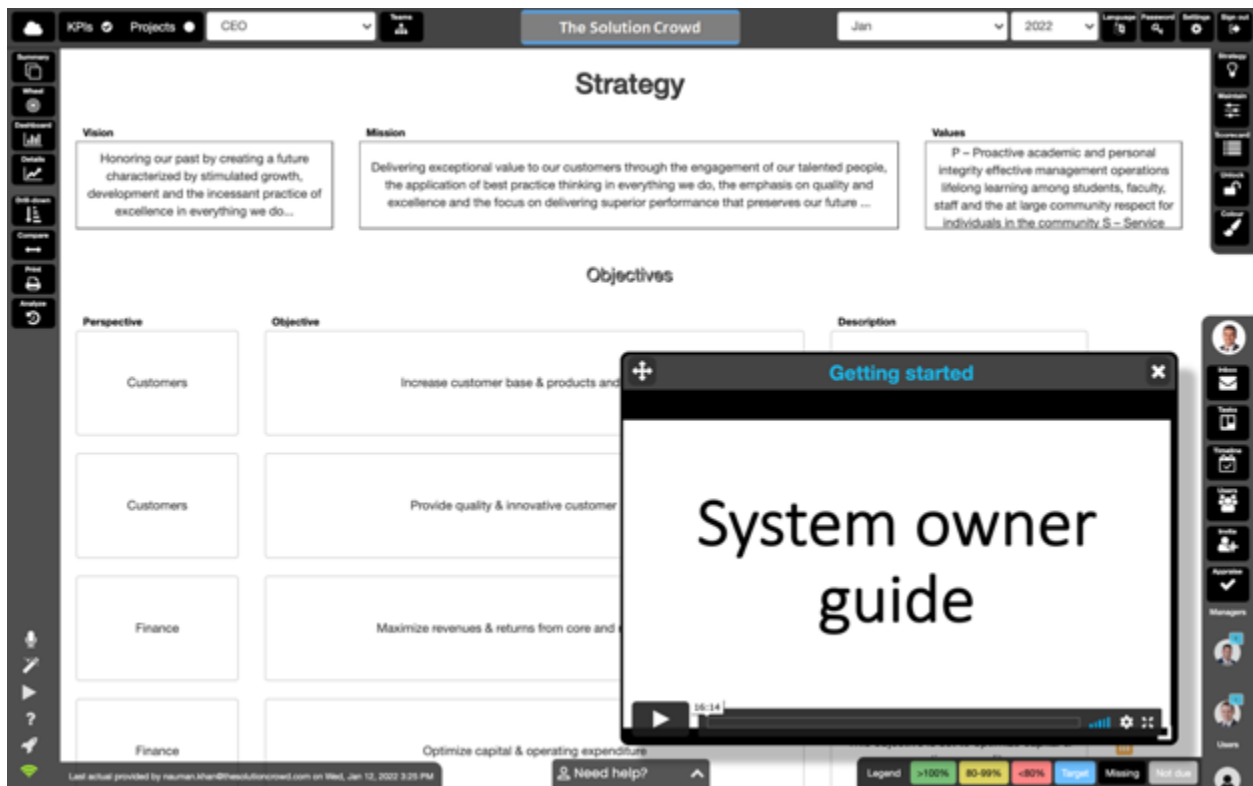 KPIs Projects CEO Teams The Solution Crowd Jan 2022 Language Password Settings Sign out
Summary
Wheel
Dashboard
Details
Drill-down
Compare
Print
Analyze
Strategy
Maintain
Scorecard
Unlock
Colour
Strategy
Vision
Honoring our past by creating a future
characterized by stimulated growth,
development and the incessant practice of
excellence in everything we do...
Mission
Delivering exceptional value to our customers through the engagement of our talented people,
the application of best practice thinking in everything we do, the emphasis on quality and
excellence and the focus on delivering superior performance that preserves our future ...
Values
P – Proactive academic and personal
integrity effective management operations
lifelong learning among students, faculty,
staff and the at large community respect for
individuals in the community S – Service
Objectives
Perspective Objective Description
Customers Increase customer base & products and
Customers Provide quality & innovative customer
Finance Maximize revenues & returns from core and
Finance Optimize capital & operating expenditure
Getting started
System owner
guide
16:14
Inbox
Tasks
Timeline
Users
Invite
Appraise
Managers
Users
?
Last actual provided by nauman.khan@thesolutioncrowd.com on Wed, Jan 12, 2022 3:25 PM
Need help?
Legend >100% 80-99% <80% Target Missing Not due